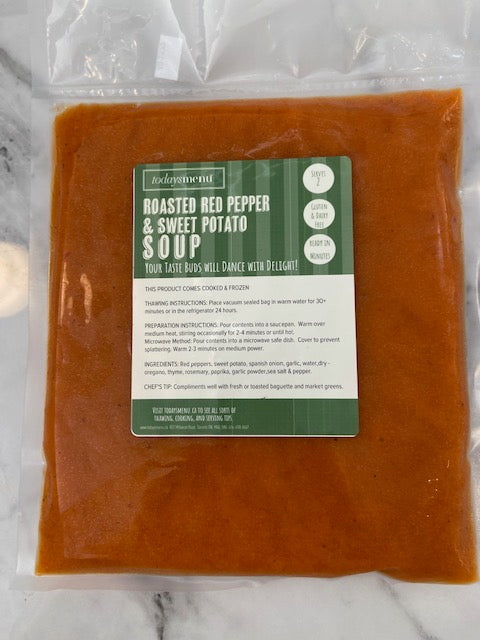 todaysmenu
ROASTED RED PEPPER
& SWEET POTATO
SOUP
YOUR TASTE BUDS WILL DANCE WITH DELIGHT!
SERVES
2
GLUTEN
& DAIRY
FREE
READY IN
MINUTES
THIS PRODUCT COMES COOKED & FROZEN
THAWING INSTRUCTIONS: Place vacuum sealed bag in warm water for 30+
minutes or in the refrigerator 24 hours.
PREPARATION INSTRUCTIONS: Pour contents into a saucepan. Warm over
medium heat, stirring occasionally for 2-4 minutes or until hot.
Microwave Method: Pour contents into a microwave safe dish. Cover to prevent
splattering. Warm 2-3 minutes on medium power.
INGREDIENTS: Red peppers, sweet potato, spanish onion, garlic, water,dry -
oregano, thyme, rosemary, paprika, garlic powder,sea salt & pepper.
CHEF'S TIP: Compliments well with fresh or toasted baguette and market greens.
VISIT TODAYSMENU.CA TO SEE ALL SORTS OF
THAWING, COOKING, AND SERVING TIPS.
www.todaysmenu.ca